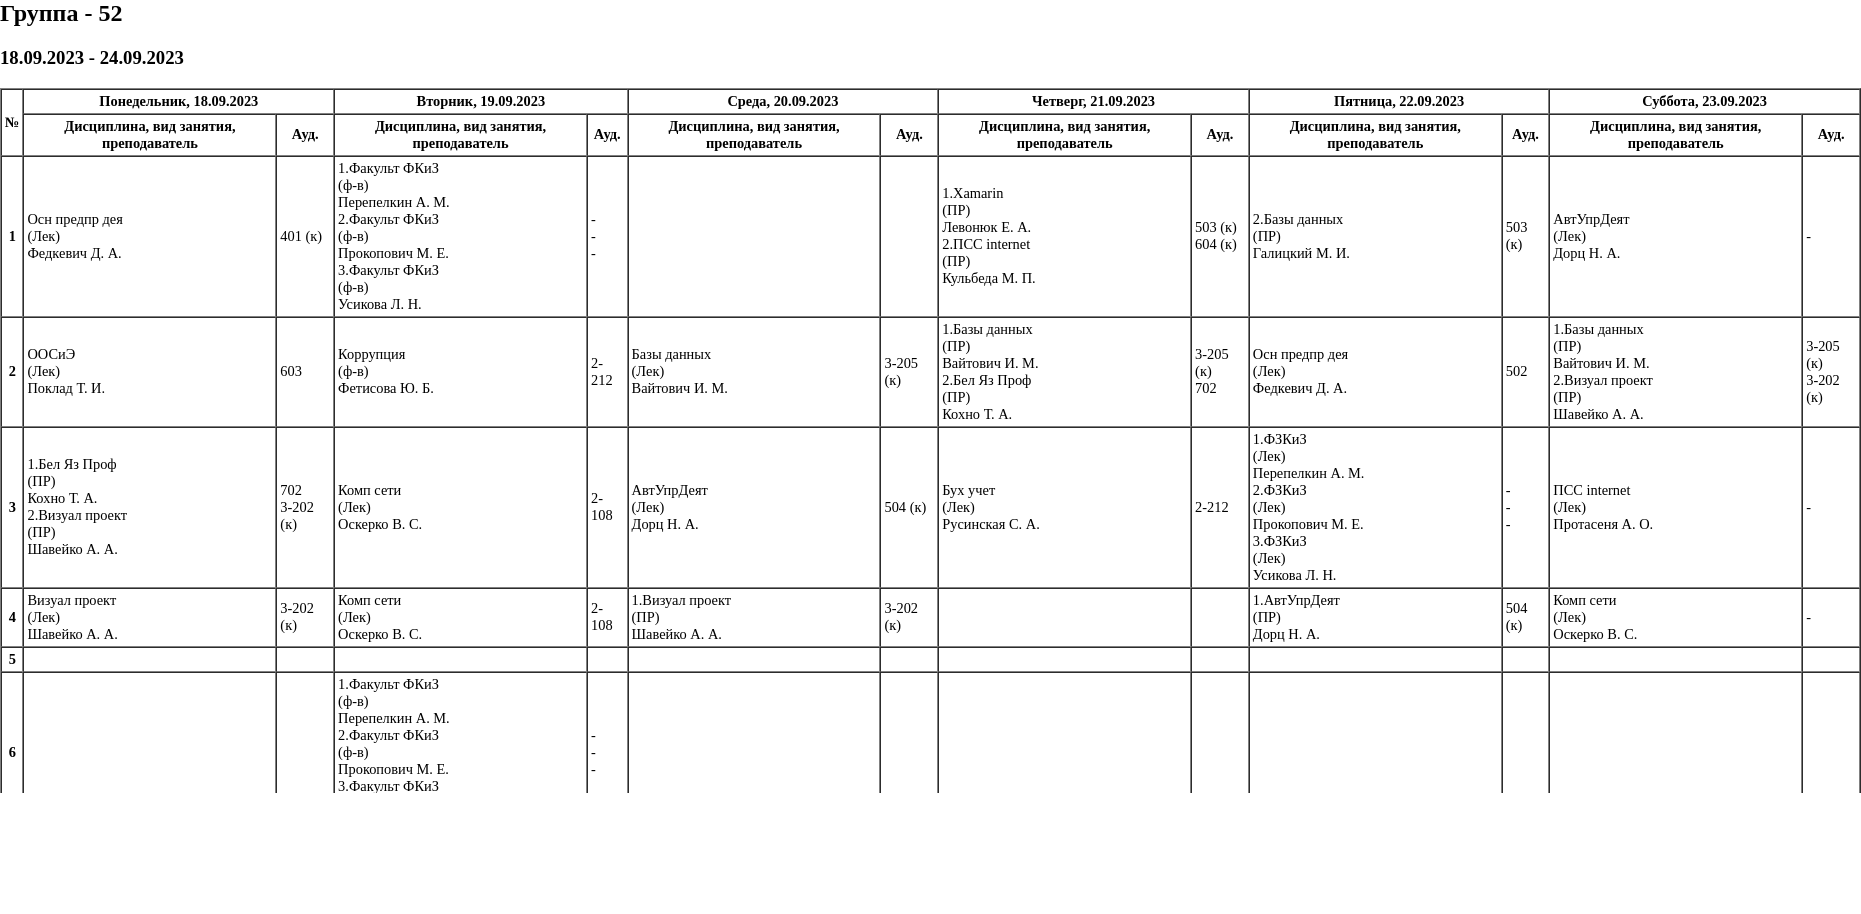 Группа - 52
18.09.2023 - 24.09.2023
№
Понедельник, 18.09.2023
Вторник, 19.09.2023
Среда, 20.09.2023
Четверг, 21.09.2023
Пятница, 22.09.2023
Суббота, 23.09.2023
Дисциплина, вид занятия,
преподаватель
Ауд.
Дисциплина, вид занятия,
преподаватель
Ауд.
Дисциплина, вид занятия,
преподаватель
Ауд.
Дисциплина, вид занятия,
преподаватель
Ауд.
Дисциплина, вид занятия,
преподаватель
Ауд.
Дисциплина, вид занятия,
преподаватель
Ауд.
1
Осн предпр дея
(Лек)
Федкевич Д. А.
401 (к)
1.Факульт ФКиЗ
(ф-в)
Перепелкин А. М.
2.Факульт ФКиЗ
(ф-в)
Прокопович М. Е.
3.Факульт ФКиЗ
(ф-в)
Усикова Л. Н.
-
-
-
1.Xamarin
(ПР)
Левонюк Е. А.
2.ПСС internet
(ПР)
Кульбеда М. П.
503 (к)
604 (к)
2.Базы данных
(ПР)
Галицкий М. И.
503
(к)
АвтУпрДеят
(Лек)
Дорц Н. А.
-
2
ООСиЭ
(Лек)
Поклад Т. И.
603
Коррупция
(ф-в)
Фетисова Ю. Б.
2-
212
Базы данных
(Лек)
Вайтович И. М.
3-205
(к)
1.Базы данных
(ПР)
Вайтович И. М.
2.Бел Яз Проф
(ПР)
Кохно Т. А.
3-205
(к)
702
Осн предпр дея
(Лек)
Федкевич Д. А.
502
1.Базы данных
(ПР)
Вайтович И. М.
2.Визуал проект
(ПР)
Шавейко А. А.
3-205
(к)
3-202
(к)
3
1.Бел Яз Проф
(ПР)
Кохно Т. А.
2.Визуал проект
(ПР)
Шавейко А. А.
702
3-202
(к)
Комп сети
(Лек)
Оскерко В. С.
2-
108
АвтУпрДеят
(Лек)
Дорц Н. А.
504 (к)
Бух учет
(Лек)
Русинская С. А.
2-212
1.ФЗКиЗ
(Лек)
Перепелкин А. М.
2.ФЗКиЗ
(Лек)
Прокопович М. Е.
3.ФЗКиЗ
(Лек)
Усикова Л. Н.
-
-
-
ПСС internet
(Лек)
Протасеня А. О.
-
4
Визуал проект
(Лек)
Шавейко А. А.
3-202
(к)
Комп сети
(Лек)
Оскерко В. С.
2-
108
1.Визуал проект
(ПР)
Шавейко А. А.
3-202
(к)
1.АвтУпрДеят
(ПР)
Дорц Н. А.
504
(к)
Комп сети
(Лек)
Оскерко В. С.
-
5
6
1.Факульт ФКиЗ
(ф-в)
Перепелкин А. М.
2.Факульт ФКиЗ
(ф-в)
Прокопович М. Е.
3.Факульт ФКиЗ
-
-
-